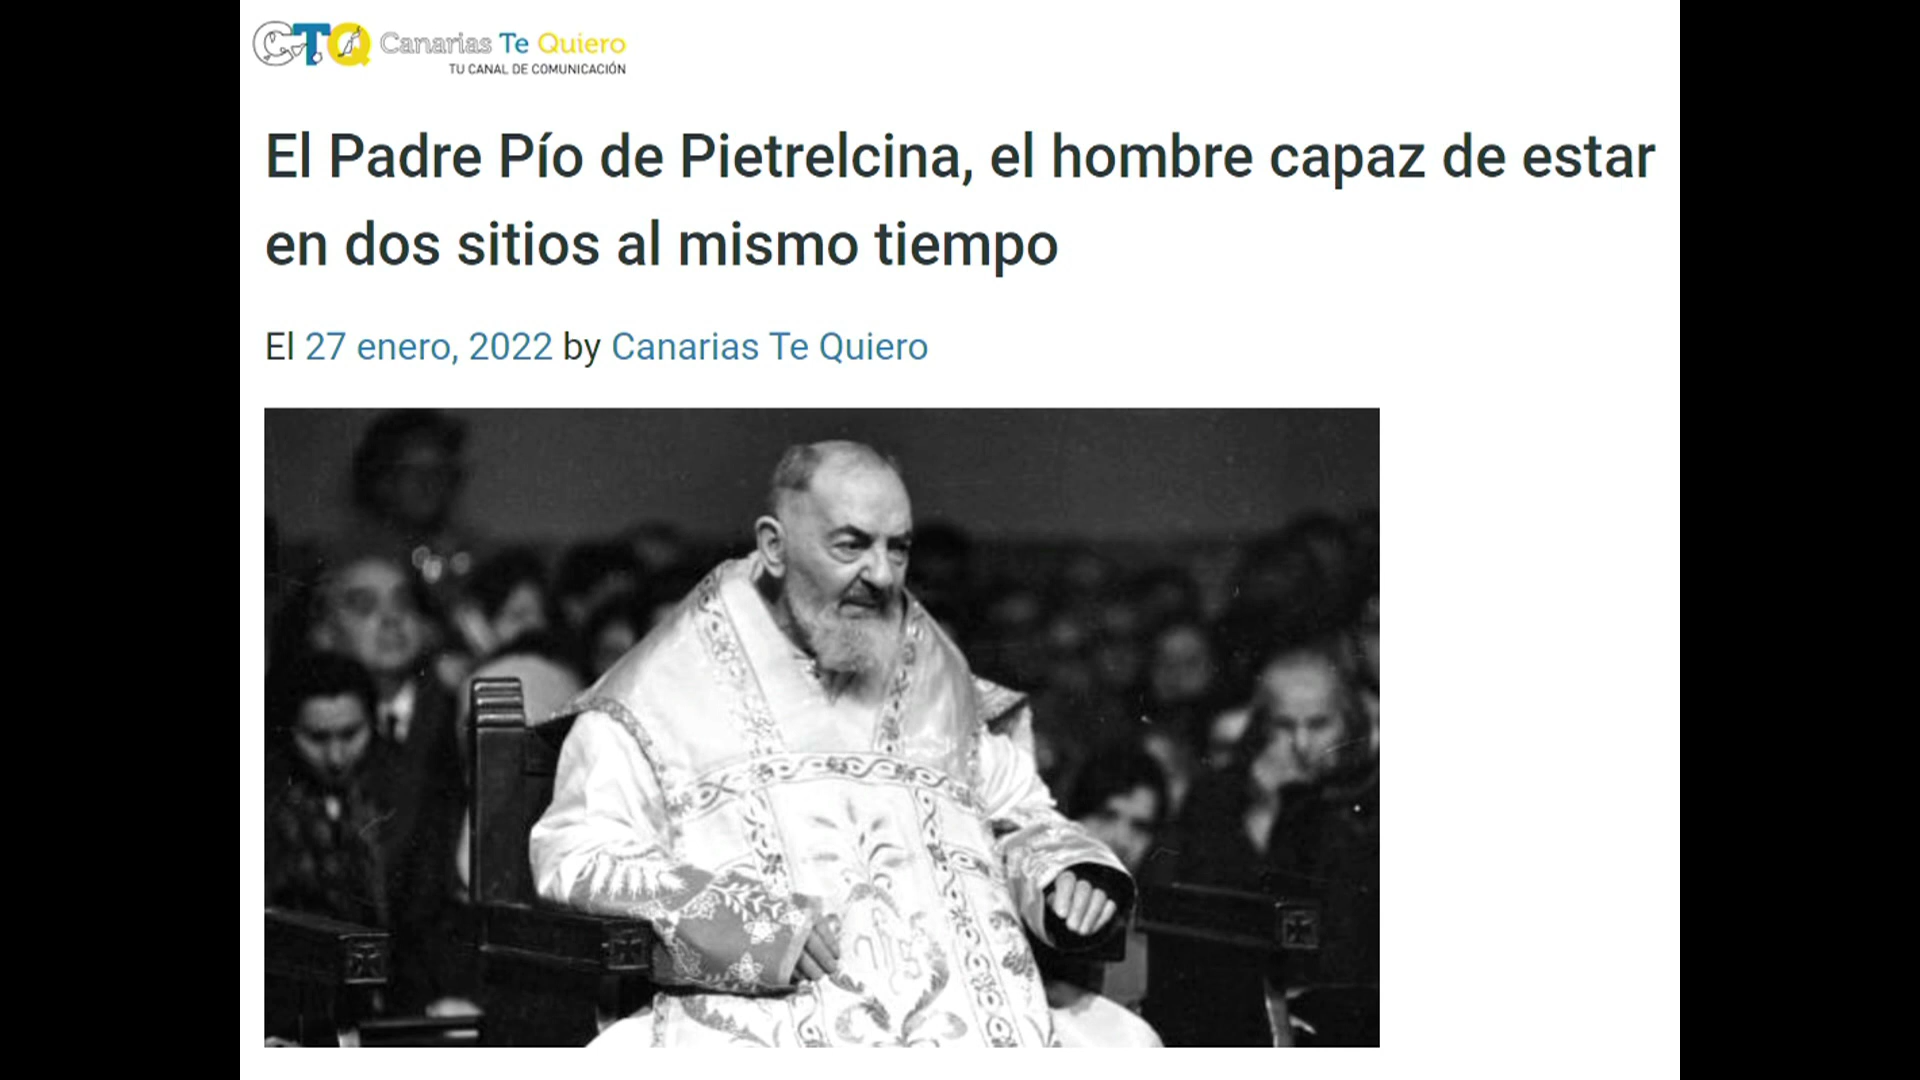 CTQ Canarias Te Quiero
TU CANAL DE COMUNICACIÓN
El Padre Pío de Pietrelcina, el hombre capaz de estar
en dos sitios al mismo tiempo
El 27 enero, 2022 by Canarias Te Quiero